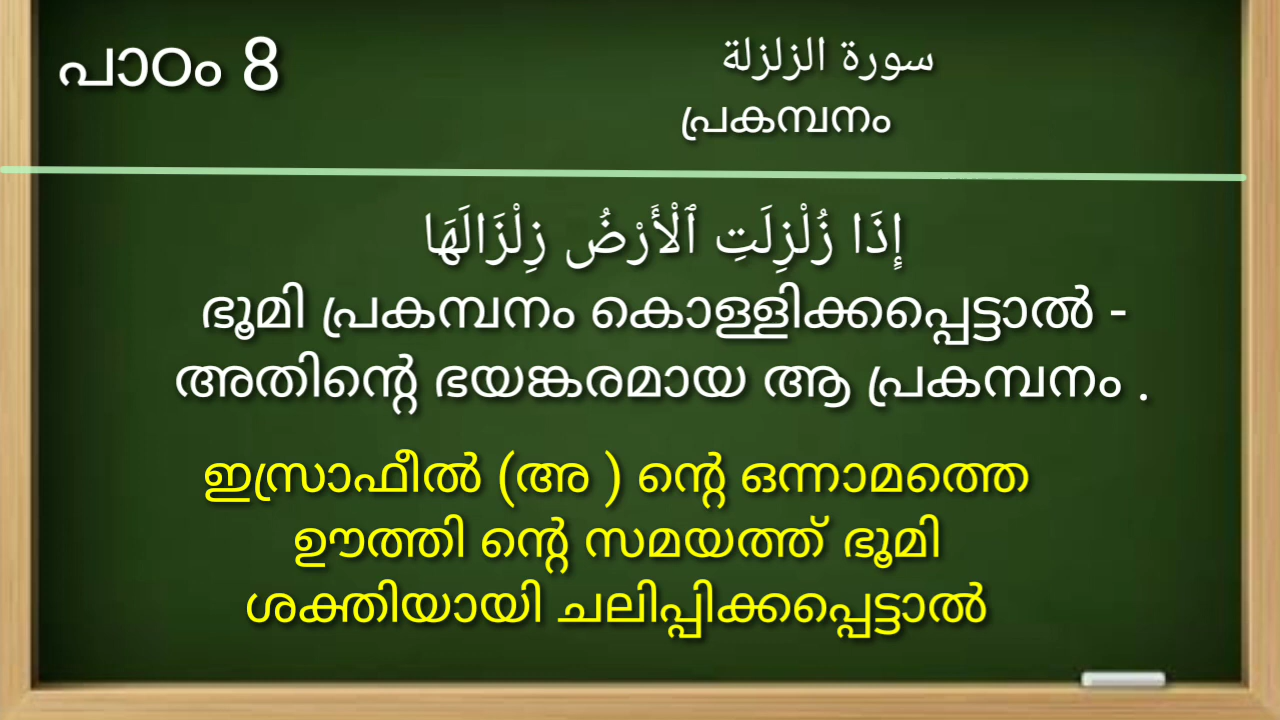 പാഠം 8
سورة الزلزلة
പ്രകമ്പനം
إِذَا زُلْزِلَتِ ٱلْأَرْضُ زِلْزَالَهَا
ഭൂമി പ്രകമ്പനം കൊള്ളിക്കപ്പെട്ടാൽ -
അതിന്റെ ഭയങ്കരമായ ആ പ്രകമ്പനം .
ഇസ്രാഫീൽ (അ ) ന്റെ ഒന്നാമത്തെ
ഊത്തി ന്റെ സമയത്ത് ഭൂമി
ശക്തിയായി ചലിപ്പിക്കപ്പെട്ടാൽ